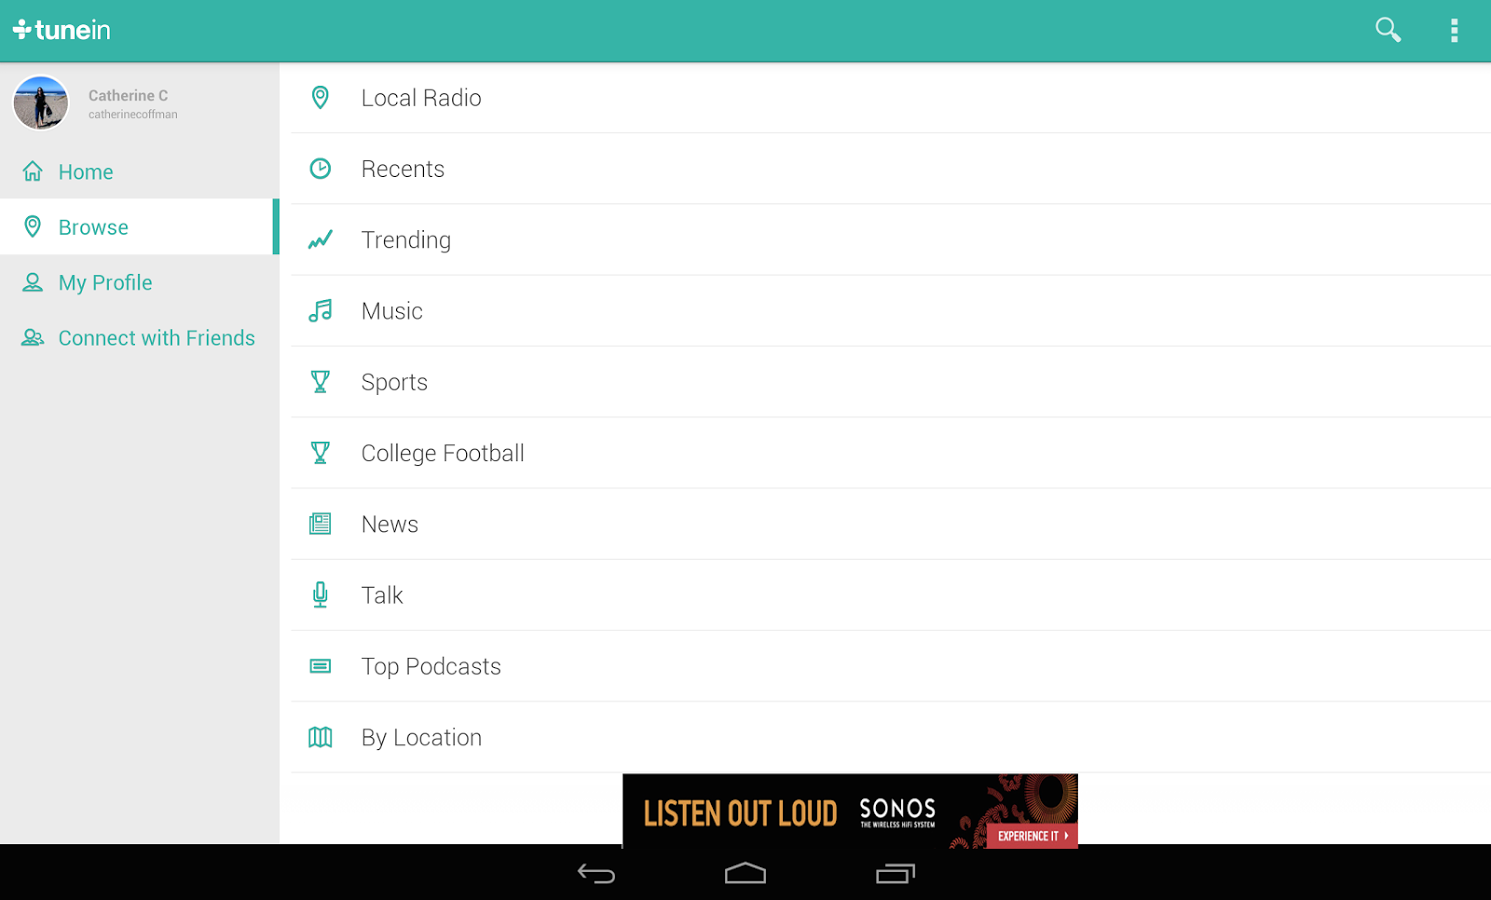 tunein
Catherine C
catherinecoffman
Home
Browse
My Profile
Connect with Friends
Local Radio
Recents
Trending
Music
Sports
College Football
News
Talk
Top Podcasts
By Location
LISTEN OUT LOUD
SONOS
THE WIRELESS HiFi SYSTEM
EXPERIENCE IT